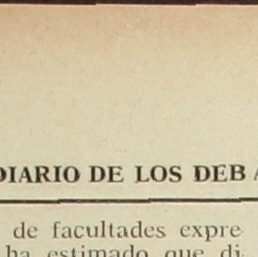 DIARIO DE LOS DEB
de facultades expre
ha estimado que di